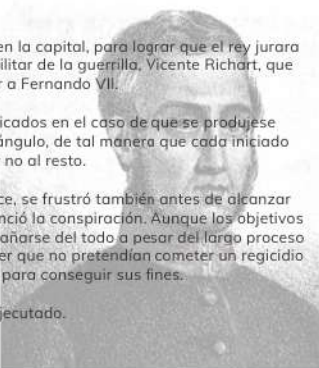 en la capital, para lograr que el rey jurara
ilitar de la guerrilla, Vicente Richart, que
r a Fernando VII.
icados en el caso de que se produjese
ángulo, de tal manera que cada iniciado
no al resto.
ce, se frustró también antes de alcanzar
nció la conspiración. Aunque los objetivos
añarse del todo a pesar del largo proceso
er que no pretendían cometer un regicidio
para conseguir sus fines.
jecutado.